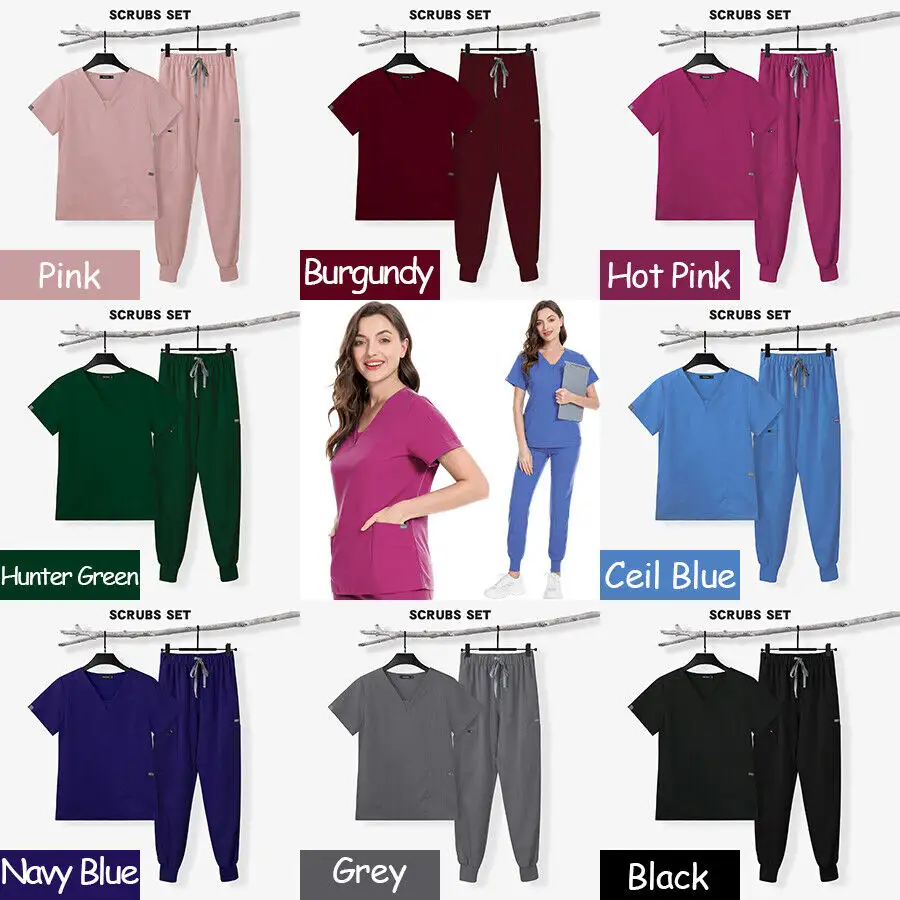 SCRUBS SET
SCRUBS SET
SCRUBS SET
Pink
Burgundy
Hot Pink
SCRUBS SET
SCRUBS SET
Hunter Green
Ceil Blue
SCRUBS SET
SCRUBS SET
SCRUBS SET
Navy Blue
Grey
Black